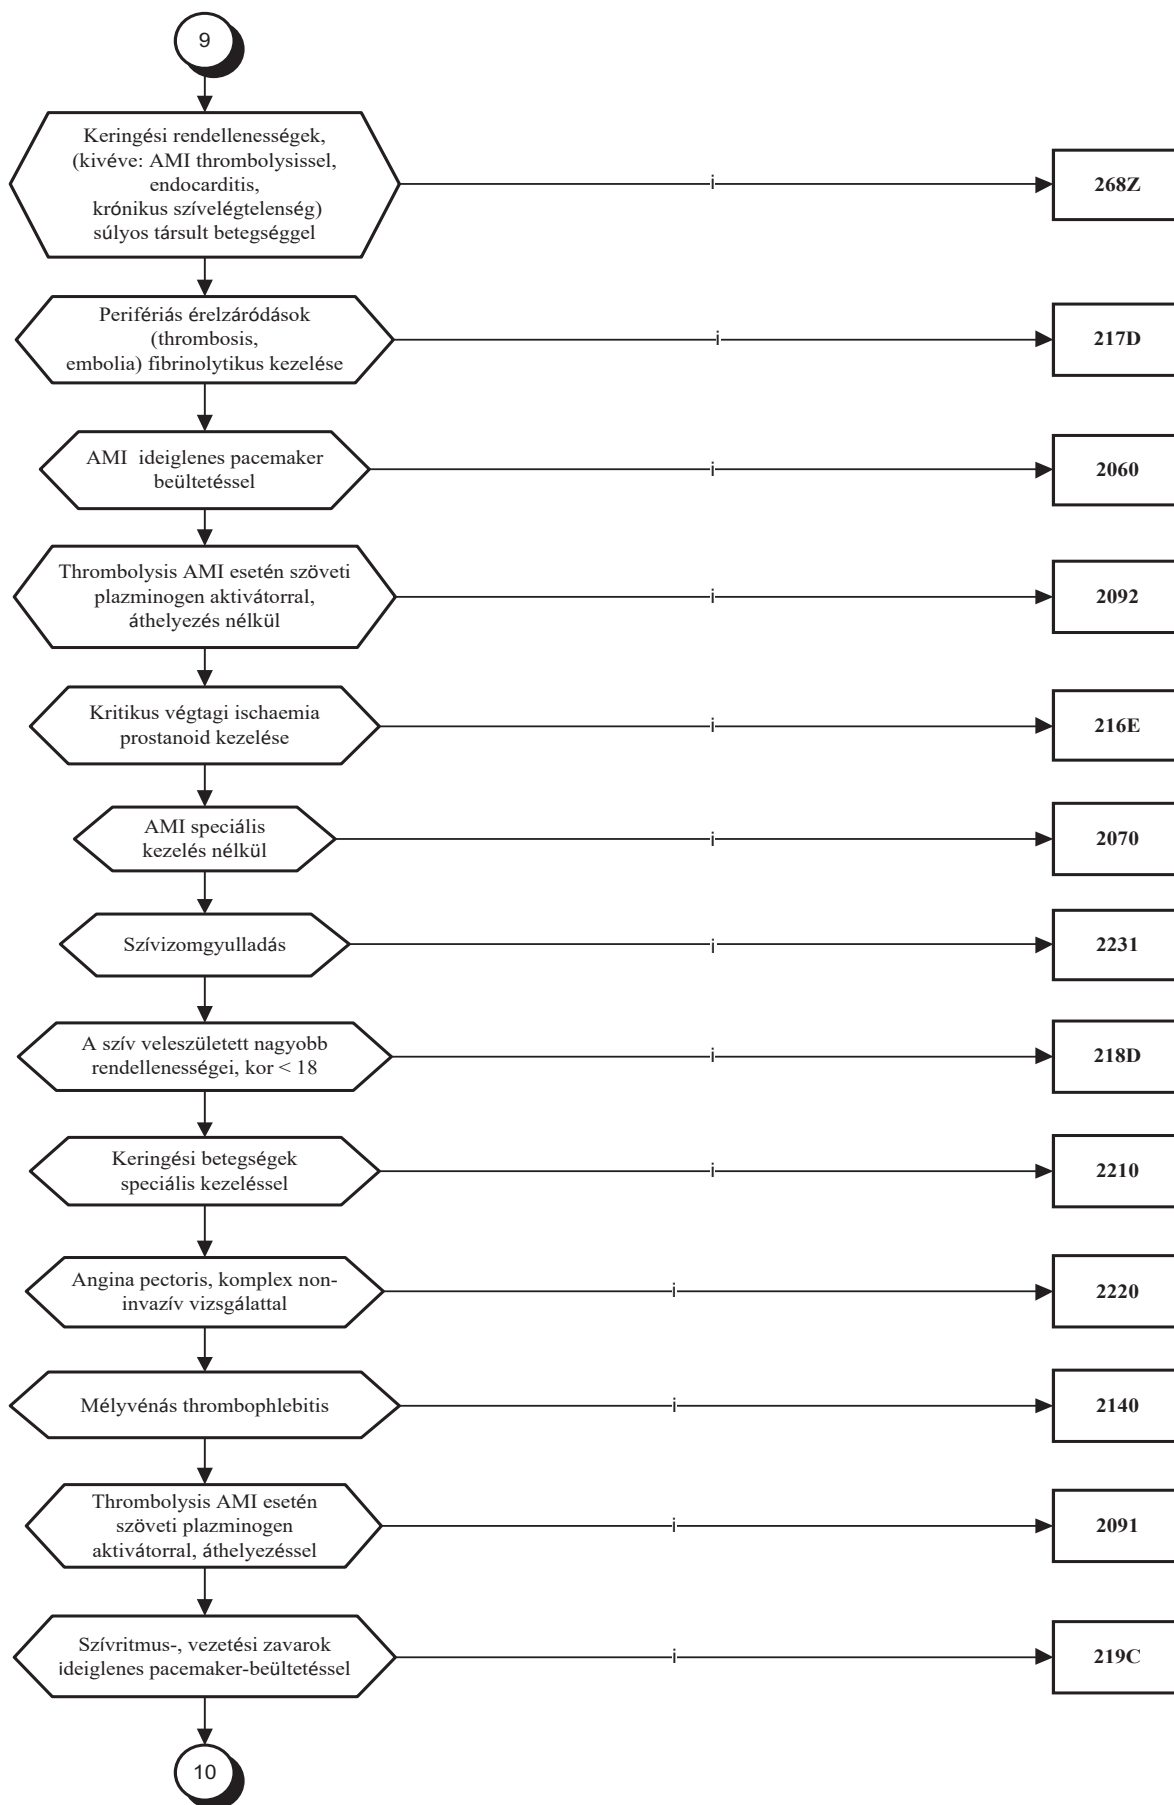 9
Keringési rendellenességek,
(kivéve: AMI thrombolysissel,
endocarditis,
krónikus szívelégtelenség)
súlyos társult betegséggel
i
268Z
Perifériás érelzáródások
(thrombosis,
embolia) fibrinolytikus kezelése
i
217D
AMI ideiglenes pacemaker
beültetéssel
i
2060
Thrombolysis AMI esetén szöveti
plazminogen aktivátorral,
áthelyezés nélkül
i
2092
Kritikus végtagi ischaemia
prostanoid kezelése
i
216E
AMI speciális
kezelés nélkül
i
2070
Szívizomgyulladás
i
2231
A szív veleszületett nagyobb
rendellenességei, kor < 18
i
218D
Keringési betegségek
speciális kezeléssel
i
2210
Angina pectoris, komplex non-
invazív vizsgálattal
i
2220
Mélyvénás thrombophlebitis
i
2140
Thrombolysis AMI esetén
szöveti plazminogen
aktivátorral, áthelyezéssel
i
2091
Szívritmus-, vezetési zavarok
ideiglenes pacemaker-beültetéssel
i
219C
10